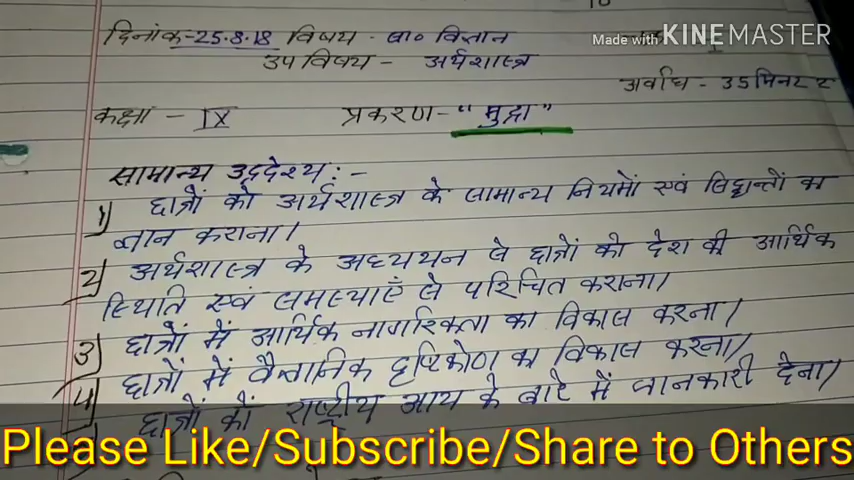 दिनांक-25.8.18 विषय - सा० विज्ञान
Made with KINEMASTER
उपविषय - अर्थशास्त्र
अवधि - 35 मिनट
कक्षा - IX प्रकरण- "मुद्रा"
सामान्य उद्देश्य :-
1) छात्रों को अर्थशास्त्र के सामान्य नियमों एवं सिद्धान्तों का
ज्ञान कराना।
2) अर्थशास्त्र के अध्ययन से छात्रों को देश की आर्थिक
स्थिति एवं समस्याएँ से परिचित कराना।
3) छात्रों में आर्थिक नागरिकता का विकास करना।
4) छात्रों में वैज्ञानिक दृष्टिकोण का विकास करना।
छात्रों को राष्ट्रीय आय के बारे में जानकारी देना।
Please Like/Subscribe/Share to Others